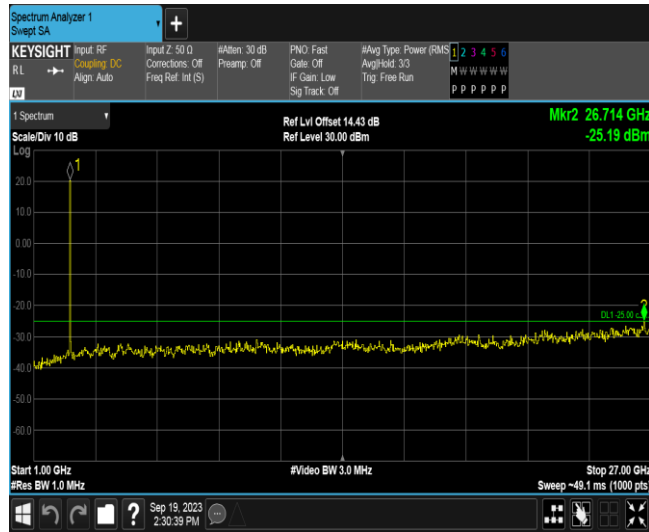 Spectrum Analyzer 1
Swept SA
KEYSIGHT
RL
LXI
Input: RF
Coupling: DC
Align: Auto
Input Z: 50 Ω
Corrections: Off
Freq Ref: Int (S)
#Atten: 30 dB
Preamp: Off
PNO: Fast
Gate: Off
IF Gain: Low
Sig Track: Off
#Avg Type: Power (RMS
Avg|Hold: 3/3
Trig: Free Run
1 2 3 4 5 6
M W W W W W
P P P P P P
1 Spectrum
Scale/Div 10 dB
Ref Lvl Offset 14.43 dB
Ref Level 30.00 dBm
Mkr2 26.714 GHz
-25.19 dBm
Log
1
20.0
10.0
0.00
-10.0
-20.0
2
DL1 -25.00
-30.0
-40.0
-50.0
-60.0
Start 1.00 GHz
#Video BW 3.0 MHz
Stop 27.00 GHz
#Res BW 1.0 MHz
Sweep ~49.1 ms (1000 pts)
Sep 19, 2023
2:30:39 PM